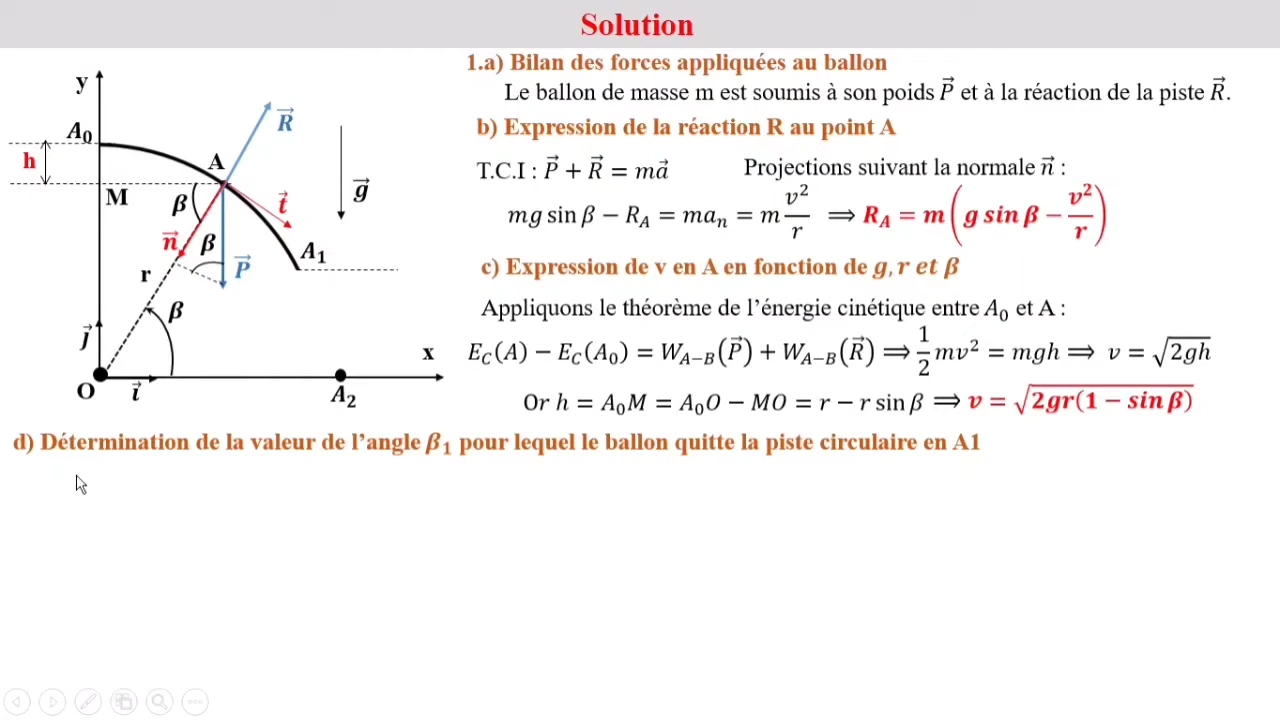 Solution
1.a) Bilan des forces appliquées au ballon
Le ballon de masse m est soumis à son poids P⃗ et à la réaction de la piste R⃗.
b) Expression de la réaction R au point A
T.C.I : P⃗ + R⃗ = ma⃗
Projections suivant la normale n⃗ :
mg sin β − R_A = ma_n = m v²/r ⟹ R_A = m(g sin β − v²/r)
c) Expression de v en A en fonction de g, r et β
Appliquons le théorème de l’énergie cinétique entre A₀ et A :
E_C(A) − E_C(A₀) = W_{A−B}(P⃗) + W_{A−B}(R⃗) ⟹ 1/2 mv² = mgh ⟹ v = √(2gh)
Or h = A₀M = A₀O − MO = r − r sin β ⟹ v = √(2gr(1 − sin β))
d) Détermination de la valeur de l’angle β₁ pour lequel le ballon quitte la piste circulaire en A1
y
A₀
h
M
A
R⃗
g⃗
β
t⃗
n⃗
β
P⃗
A₁
r
β
j⃗
x
O
i⃗
A₂